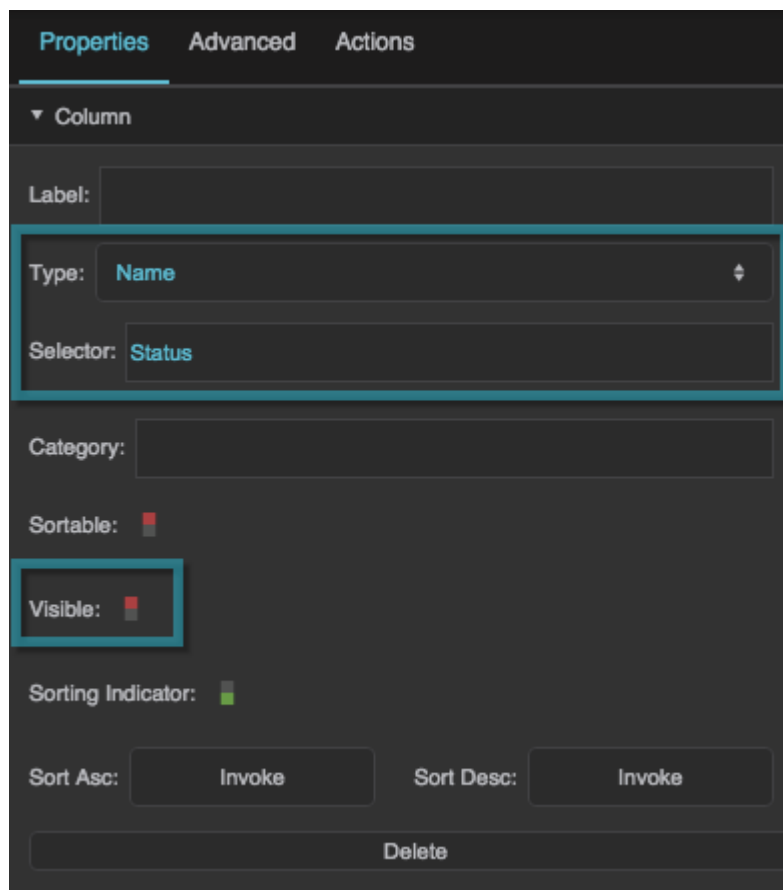 Properties Advanced Actions
Column
Label:
Type: Name
Selector: Status
Category:
Sortable:
Visible:
Sorting Indicator:
Sort Asc: Invoke Sort Desc: Invoke
Delete